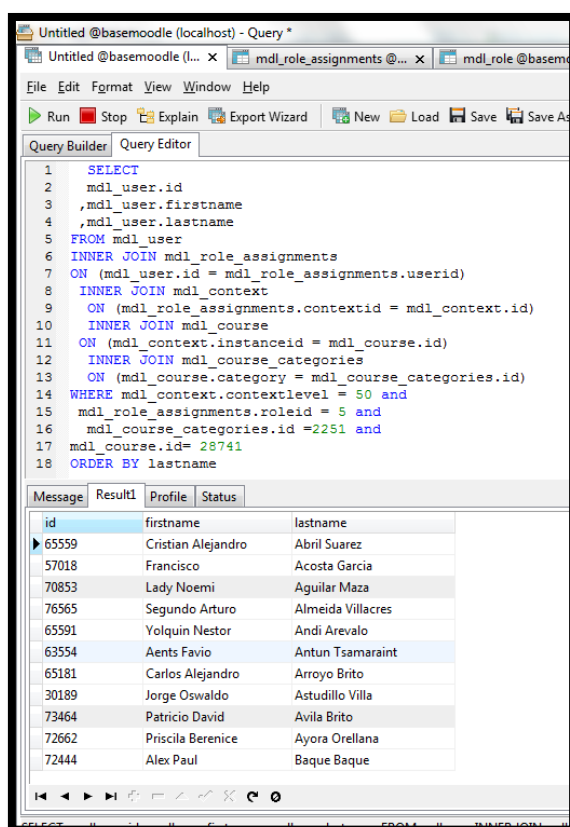 Untitled @basemoodle (localhost) - Query *
Untitled @basemoodle (l... x mdl_role_assignments @... x mdl_role @basemo
File Edit Format View Window Help
Run Stop Explain Export Wizard New Load Save Save As
Query Builder Query Editor
1 SELECT
2 mdl_user.id
3 ,mdl_user.firstname
4 ,mdl_user.lastname
5 FROM mdl_user
6 INNER JOIN mdl_role_assignments
7 ON (mdl_user.id = mdl_role_assignments.userid)
8 INNER JOIN mdl_context
9 ON (mdl_role_assignments.contextid = mdl_context.id)
10 INNER JOIN mdl_course
11 ON (mdl_context.instanceid = mdl_course.id)
12 INNER JOIN mdl_course_categories
13 ON (mdl_course.category = mdl_course_categories.id)
14 WHERE mdl_context.contextlevel = 50 and
15 mdl_role_assignments.roleid = 5 and
16 mdl_course_categories.id =2251 and
17 mdl_course.id= 28741
18 ORDER BY lastname
Message Result1 Profile Status
id firstname lastname
65559 Cristian Alejandro Abril Suarez
57018 Francisco Acosta Garcia
70853 Lady Noemi Aguilar Maza
76565 Segundo Arturo Almeida Villacres
65591 Yolquin Nestor Andi Arevalo
63554 Aents Favio Antun Tsamaraint
65181 Carlos Alejandro Arroyo Brito
30189 Jorge Oswaldo Astudillo Villa
73464 Patricio David Avila Brito
72662 Priscila Berenice Ayora Orellana
72444 Alex Paul Baque Baque